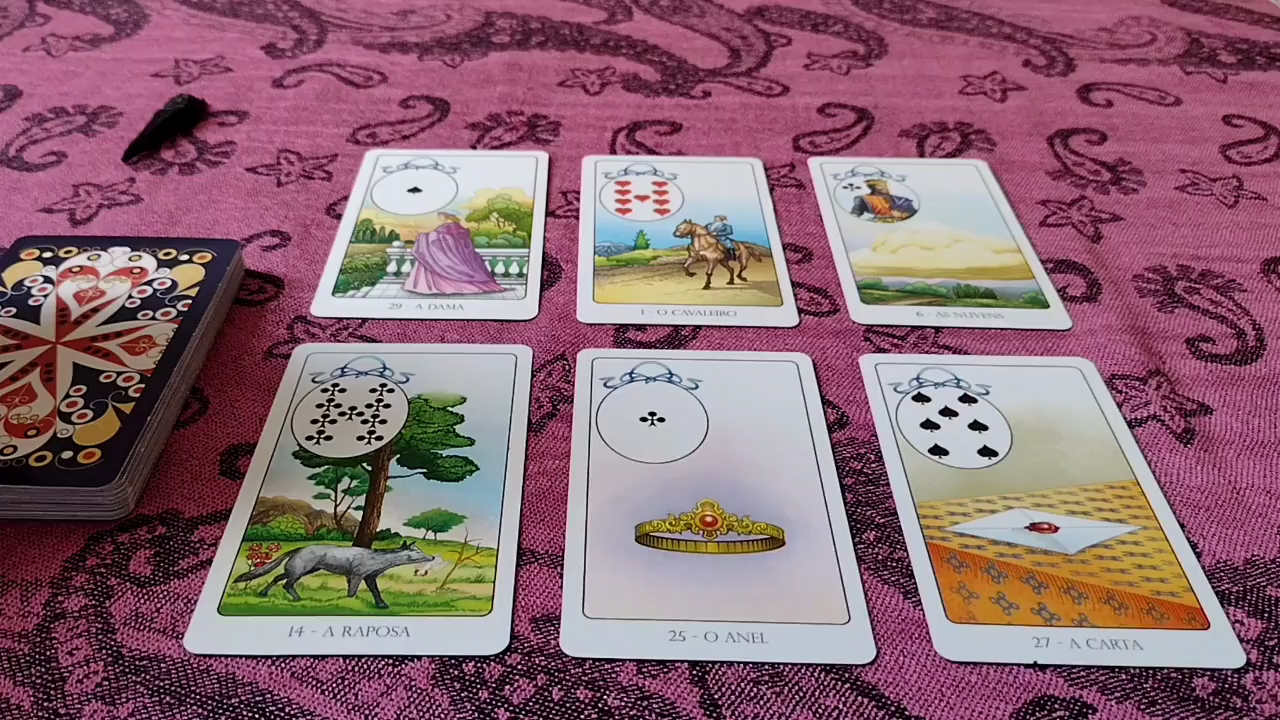 29 - A DAMA
1 - O CAVALEIRO
6 - AS NUVENS
14 - A RAPOSA
25 - O ANEL
27 - A CARTA